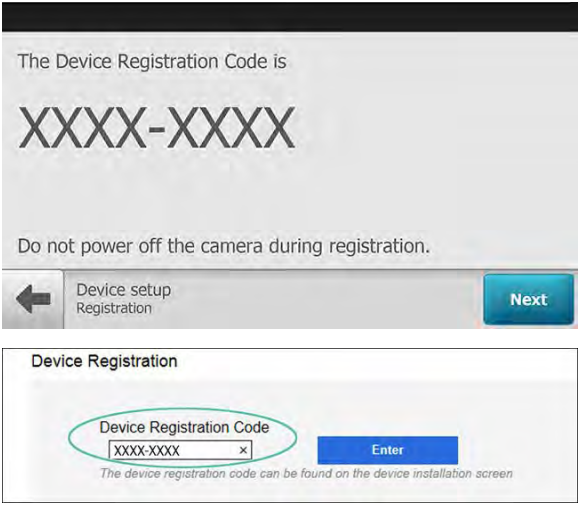 The Device Registration Code is
XXXX-XXXX
Do not power off the camera during registration.
Device setup
Registration
Next
Device Registration
Device Registration Code
XXXX-XXXX ×
Enter
The device registration code can be found on the device installation screen